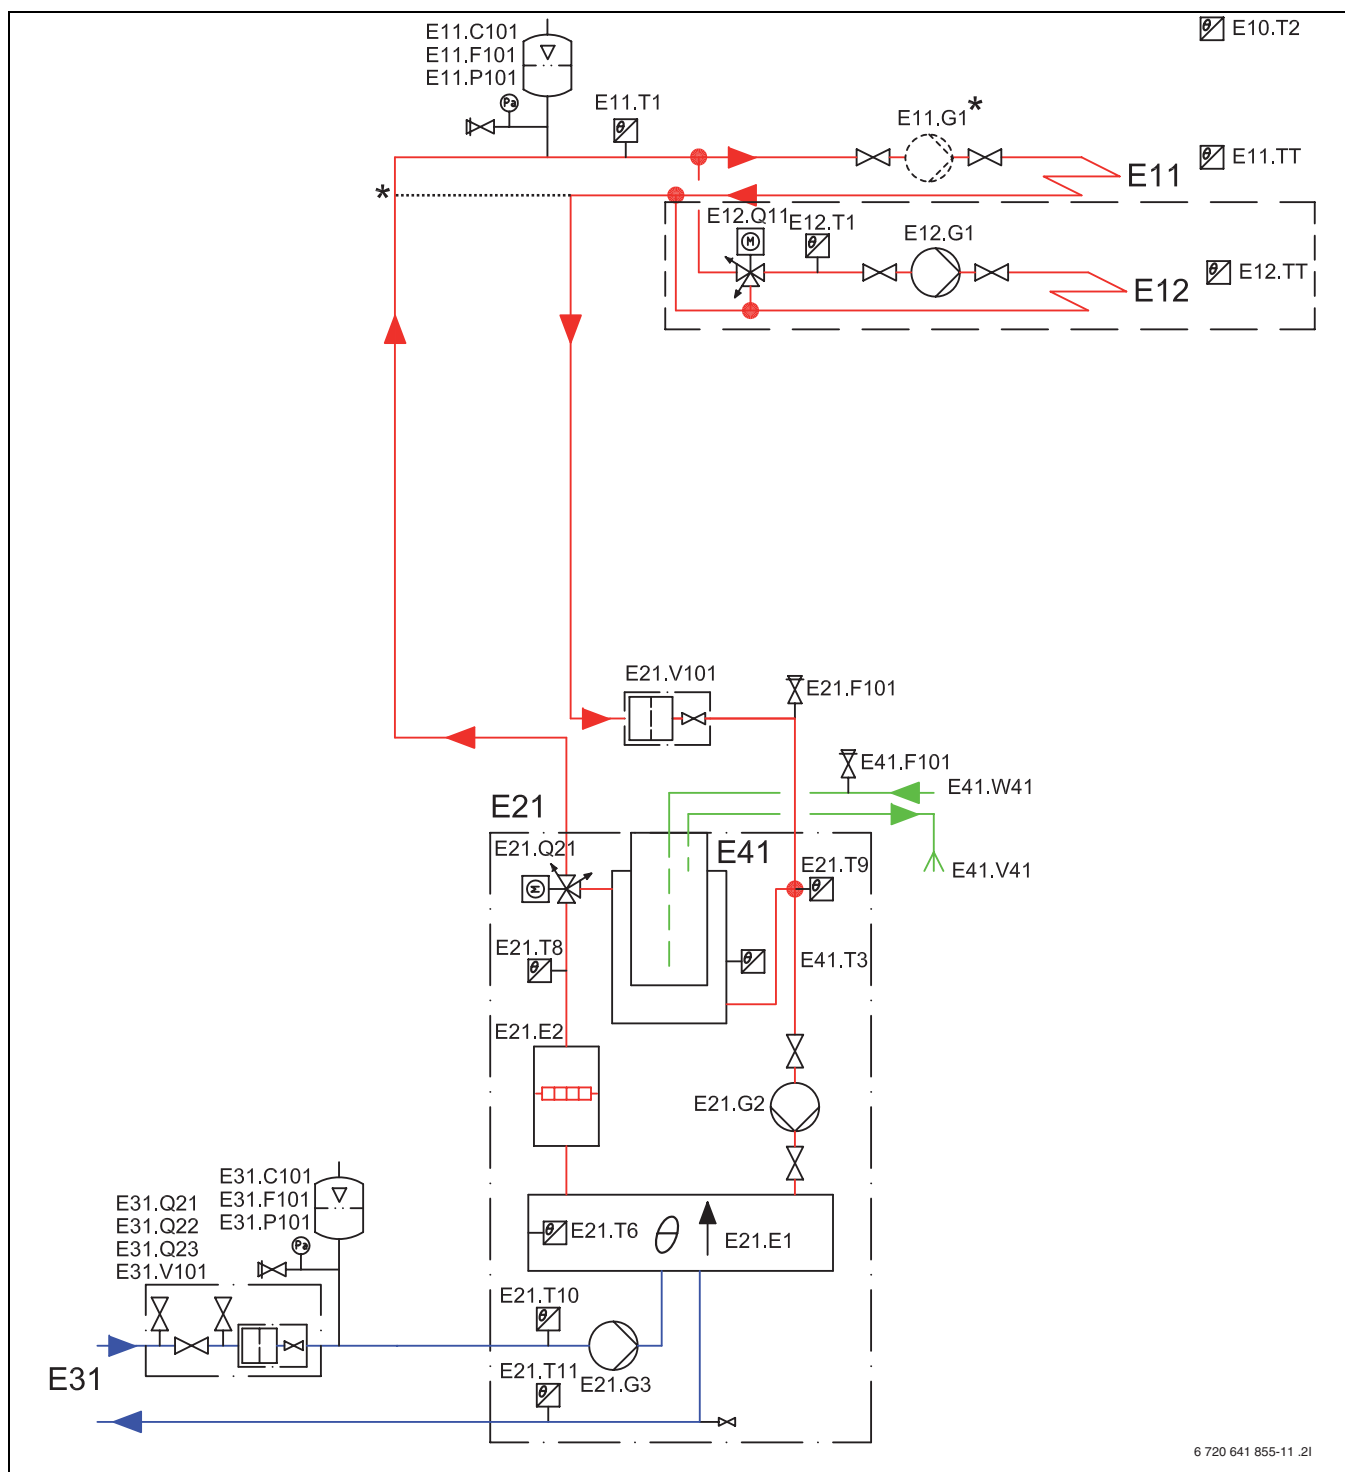 E11.C101
E11.F101
E11.P101
Pa
E11.T1
θ
E11.G1*
E10.T2
θ
E11
E11.TT
θ
*
E12.Q11
M
E12.T1
θ
E12.G1
E12
E12.TT
θ
E21.V101
E21.F101
E41.F101
E41.W41
E21
E21.Q21
M
E41
E21.T9
θ
E41.V41
E21.T8
θ
θ
E41.T3
E21.E2
E21.G2
E31.C101
E31.F101
E31.P101
Pa
E31.Q21
E31.Q22
E31.Q23
E31.V101
θ
E21.T6
E21.E1
E21.T10
θ
E21.T11
θ
E21.G3
E31
6 720 641 855-11 .2I